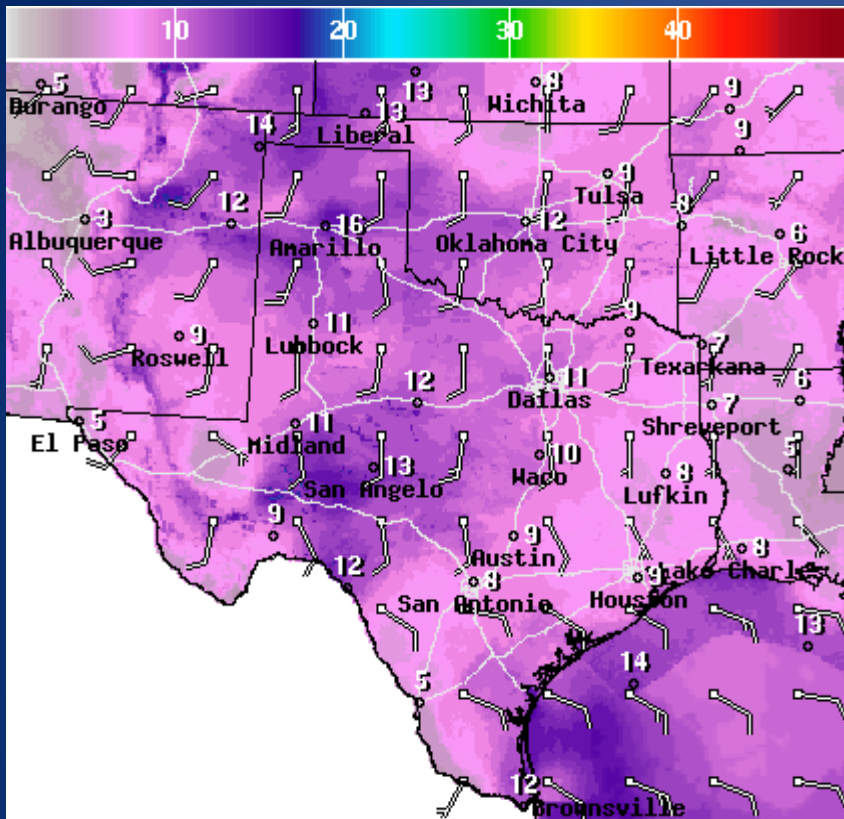 10 20 30 40
5 13 8 9
Durango 13 Wichita
Liberal
14 9
9
Tulsa
3 12 16 12 8 6
Albuquerque Amarillo Oklahoma City Little Rock
9 11 9 7
Roswell Lubbock Texarkana
12 11 7 6
Dallas Shreveport
5 11
El Paso Midland 13 10 8 5
San Angelo Waco Lufkin
9 9 8
Austin Lake Charles
12 8 9
San Antonio Houston
13
14
5
12
Brownsville